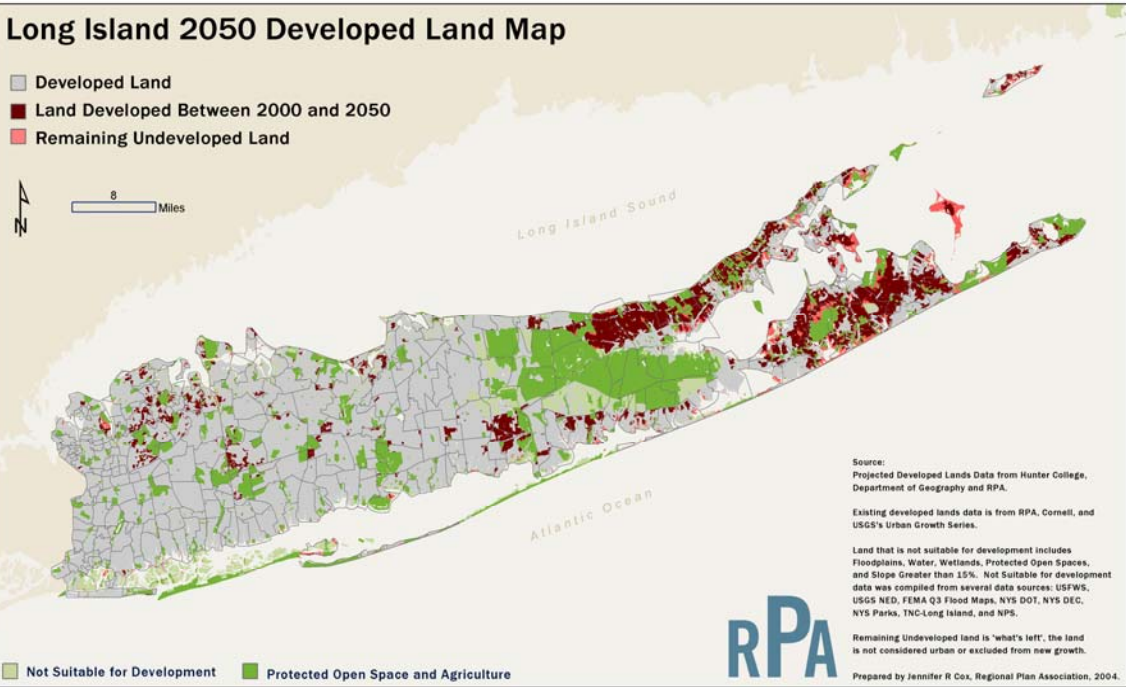 Long Island 2050 Developed Land Map
Developed Land
Land Developed Between 2000 and 2050
Remaining Undeveloped Land
8
Miles
N
Long Island Sound
Atlantic Ocean
Source:
Projected Developed Lands Data from Hunter College,
Department of Geography and RPA.
Existing developed lands data is from RPA, Cornell, and
USGS's Urban Growth Series.
Land that is not suitable for development includes
Floodplains, Water, Wetlands, Protected Open Spaces,
and Slope Greater than 15%. Not Suitable for development
data was compiled from several data sources: USFWS,
USGS NED, FEMA Q3 Flood Maps, NYS DOT, NYS DEC,
NYS Parks, TNC-Long Island, and NPS.
Remaining Undeveloped land is 'what's left', the land
is not considered urban or excluded from new growth.
Prepared by Jennifer R Cox, Regional Plan Association, 2004.
RPA
Not Suitable for Development
Protected Open Space and Agriculture